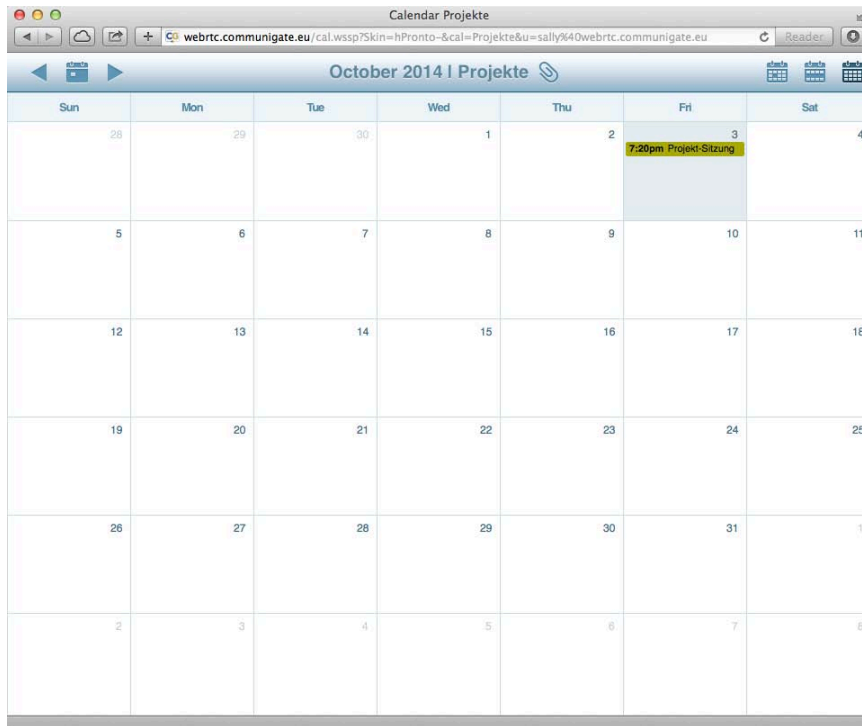 Calendar Projekte
webrtc.communigate.eu/cal.wssp?Skin=hPronto-&cal=Projekte&u=sally%40webrtc.communigate.eu
Reader
October 2014 | Projekte
Sun Mon Tue Wed Thu Fri Sat
28 29 30 1 2 3 4
7:20pm Projekt-Sitzung
5 6 7 8 9 10 11
12 13 14 15 16 17 18
19 20 21 22 23 24 25
26 27 28 29 30 31 1
2 3 4 5 6 7 8